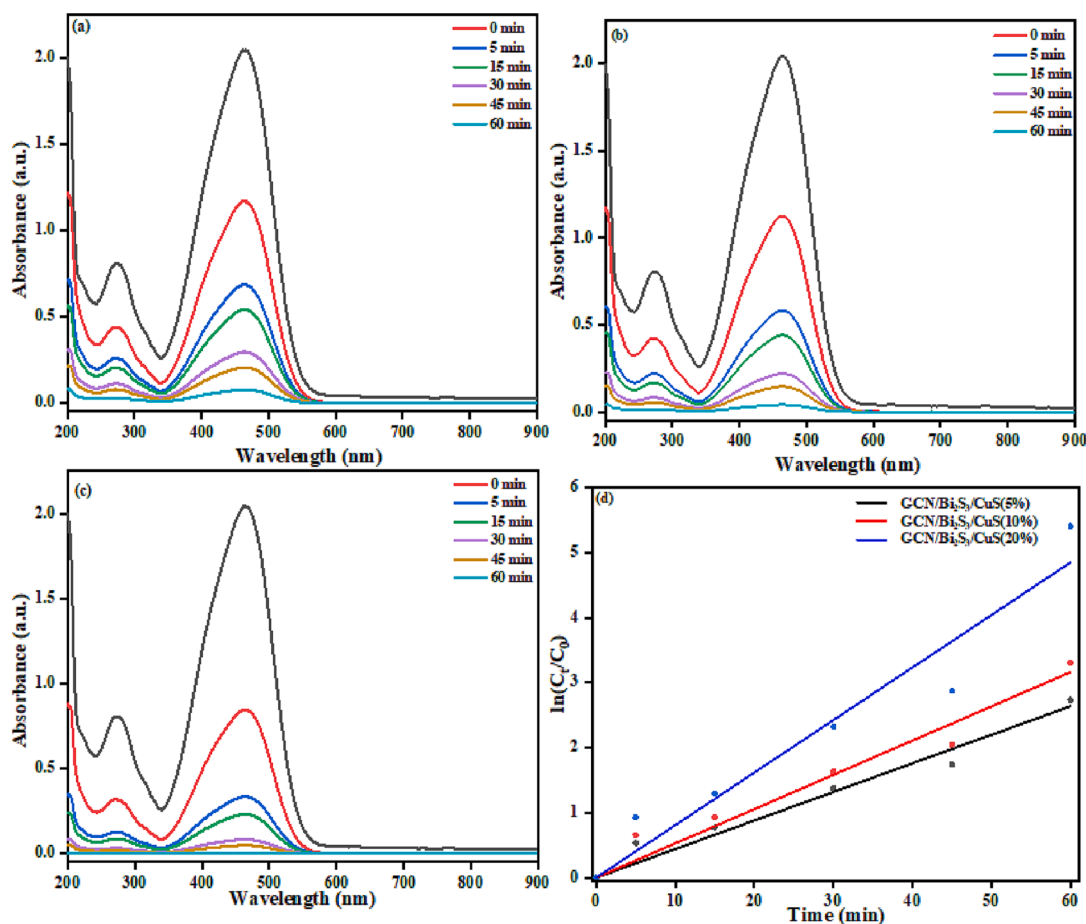 (a)
0 min
5 min
15 min
30 min
45 min
60 min
2.0
1.5
1.0
0.5
0.0
Absorbance (a.u.)
200 300 400 500 600 700 800 900
Wavelength (nm)
(b)
0 min
5 min
15 min
30 min
45 min
60 min
2.0
1.5
1.0
0.5
0.0
Absorbance (a.u.)
200 300 400 500 600 700 800 900
Wavelength (nm)
(c)
0 min
5 min
15 min
30 min
45 min
60 min
2.0
1.5
1.0
0.5
0.0
Absorbance (a.u.)
200 300 400 500 600 700 800 900
Wavelength (nm)
(d)
GCN/Bi₂S₃/CuS(5%)
GCN/Bi₂S₃/CuS(10%)
GCN/Bi₂S₃/CuS(20%)
6
5
4
3
2
1
0
ln(Cₜ/C₀)
0 10 20 30 40 50 60
Time (min)